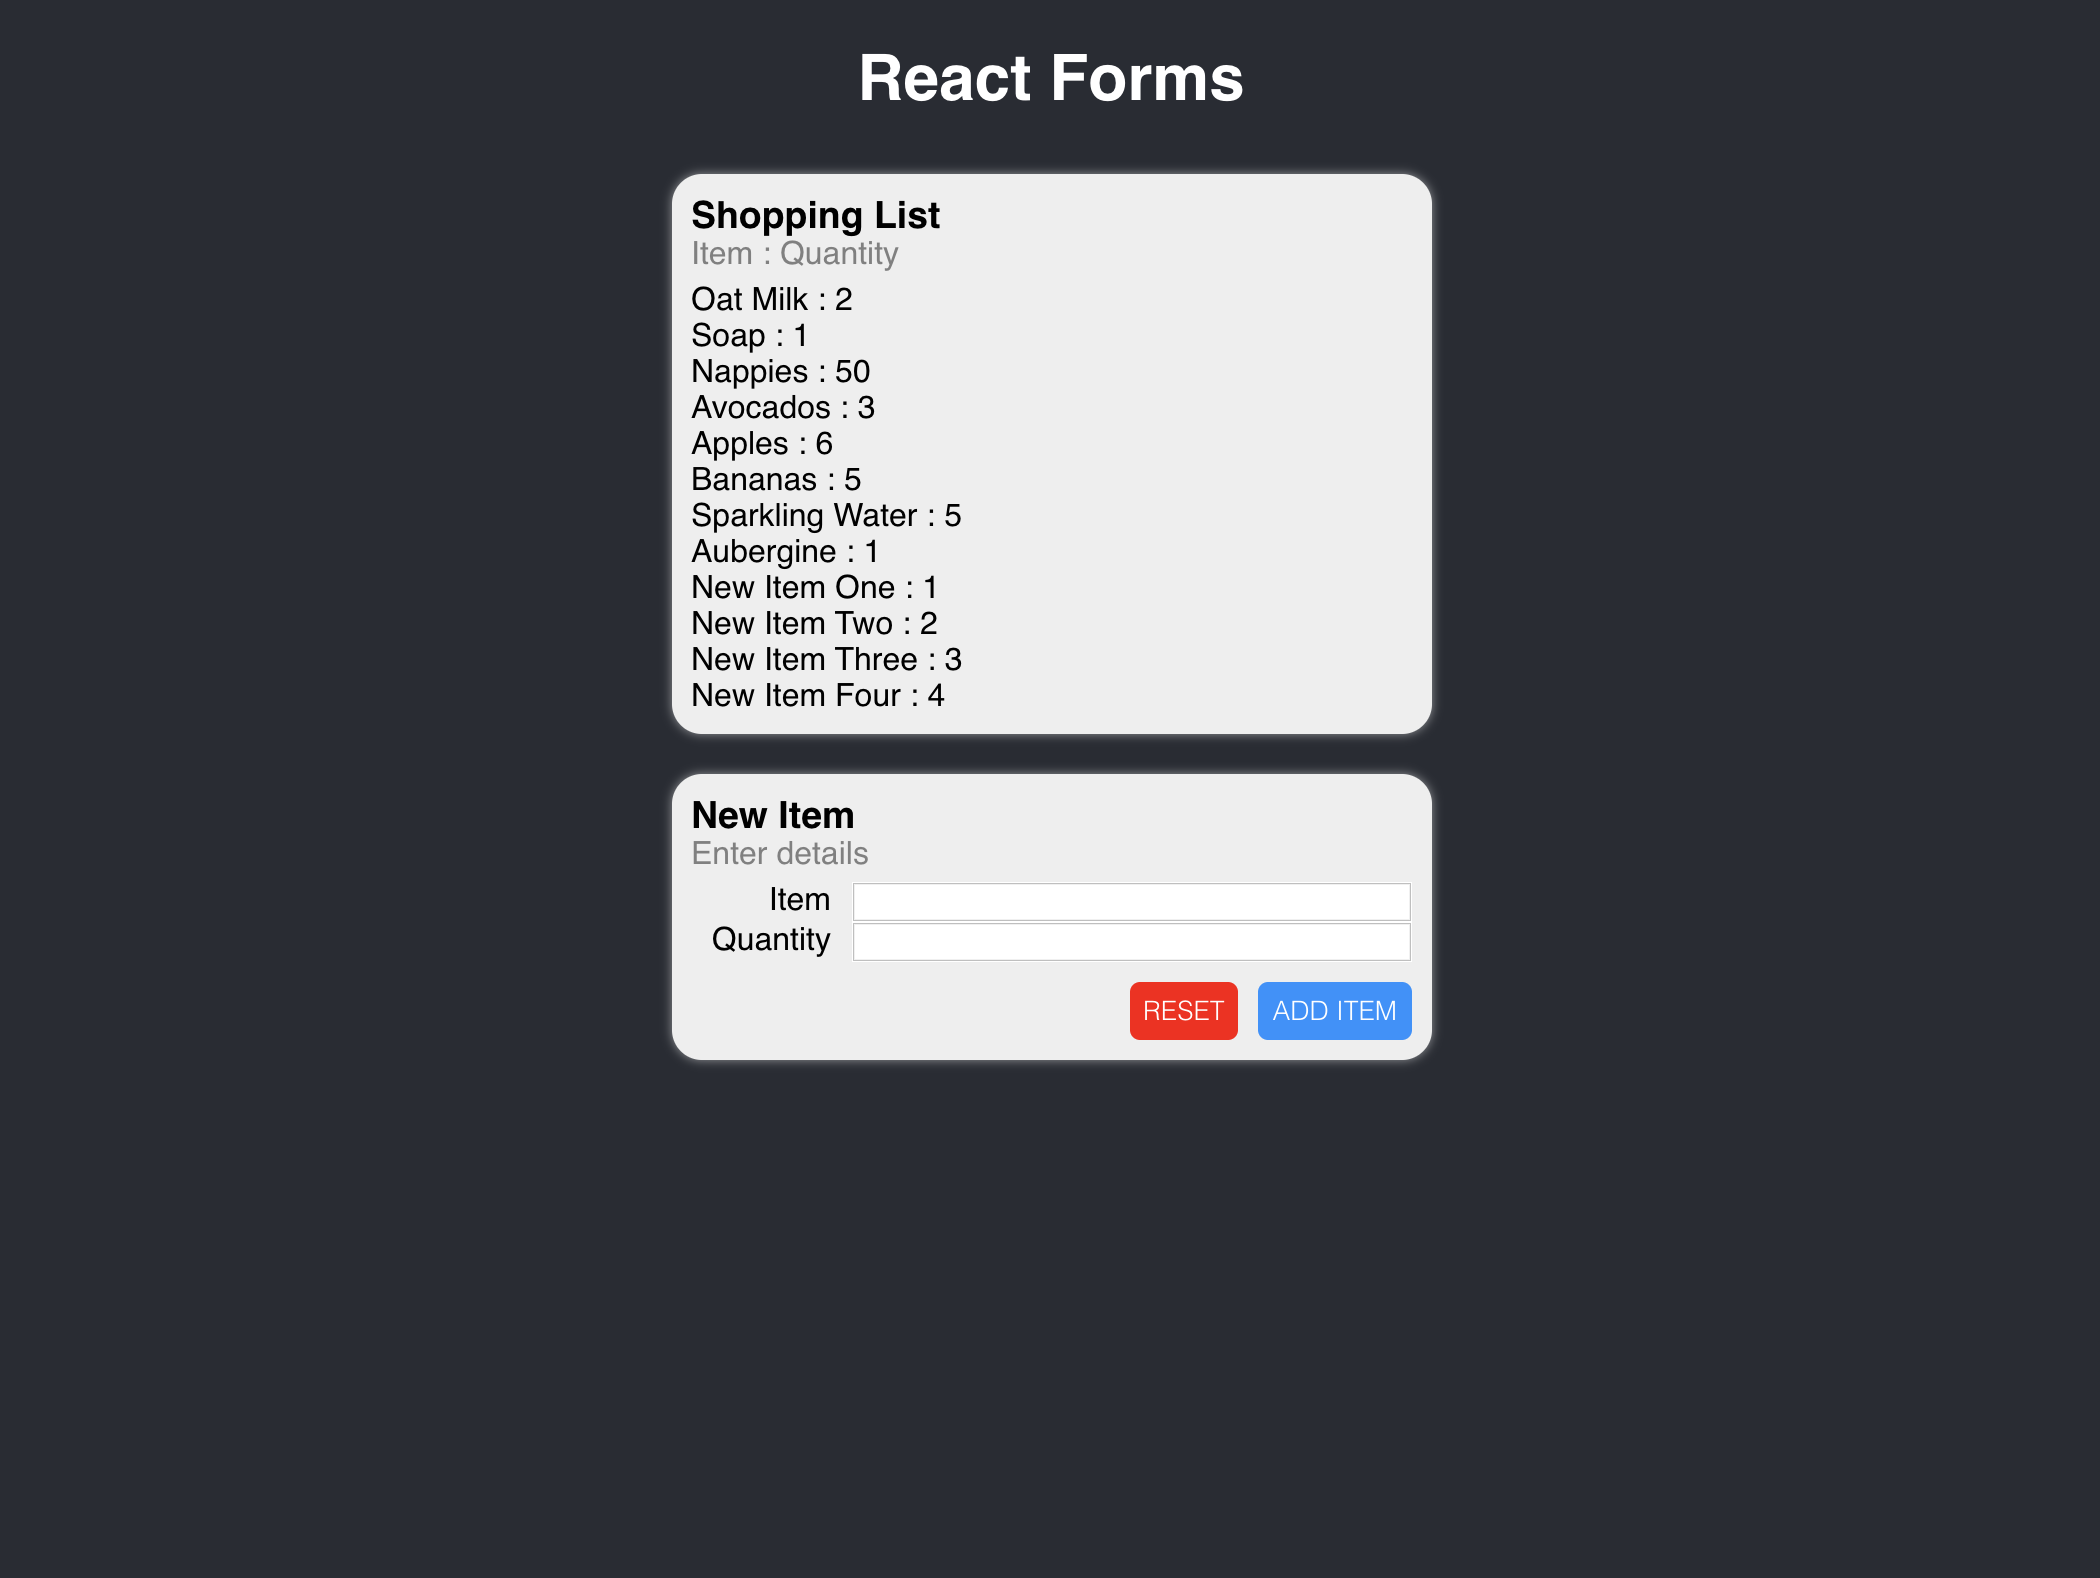 React Forms
Shopping List
Item : Quantity
Oat Milk : 2
Soap : 1
Nappies : 50
Avocados : 3
Apples : 6
Bananas : 5
Sparkling Water : 5
Aubergine : 1
New Item One : 1
New Item Two : 2
New Item Three : 3
New Item Four : 4
New Item
Enter details
Item
Quantity
RESET ADD ITEM